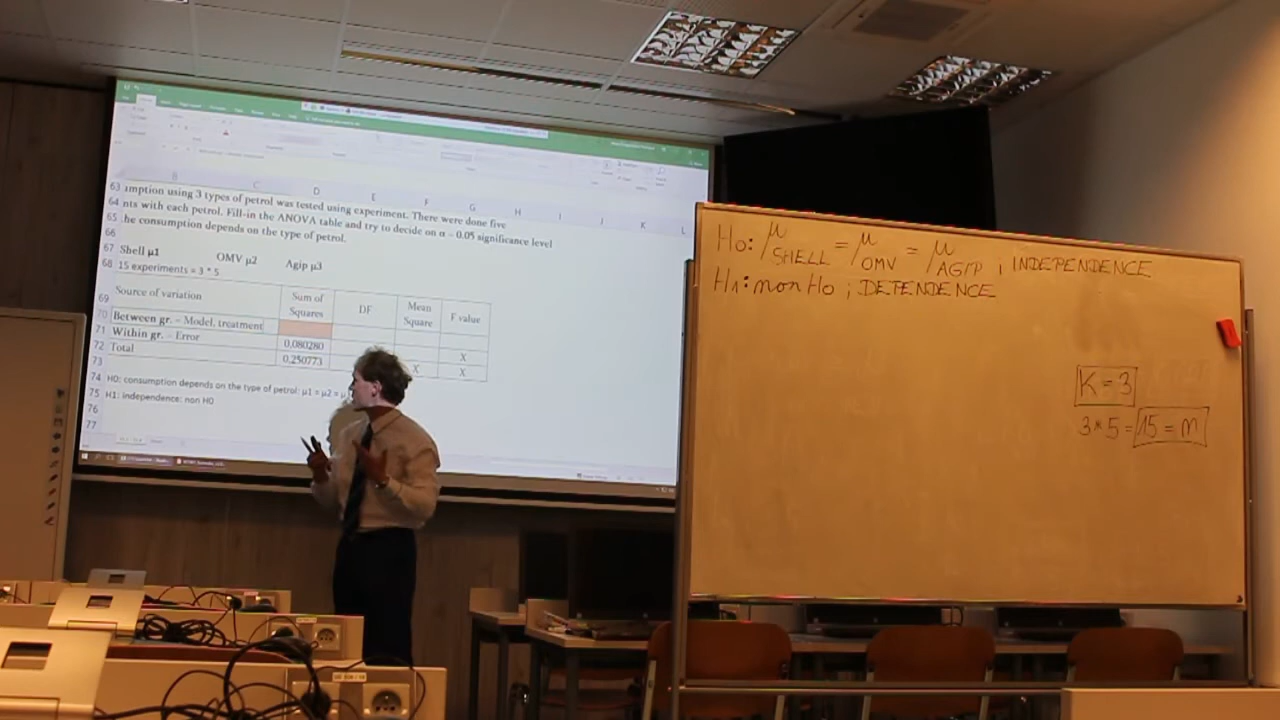 B C D E F G H I J K L
63 umption using 3 types of petrol was tested using experiment. There were done five
64 nts with each petrol. Fill-in the ANOVA table and try to decide on α = 0.05 significance level
65 he consumption depends on the type of petrol.
66
67 Shell μ1 OMV μ2 Agip μ3
68 15 experiments = 3 * 5
69 Source of variation Sum of Squares DF Mean Square F value
70 Between gr. – Model, treatment
71 Within gr. – Error 0.080280 X
72 Total 0.250773 X X
73
74 H0: consumption depends on the type of petrol: μ1 = μ2 = μ
75 H1: independence: non H0
76
77
H0: μSHELL = μOMV = μAGIP, INDEPENDENCE
H1: non H0; DEPENDENCE
K = 3
3*5 = 15 = n